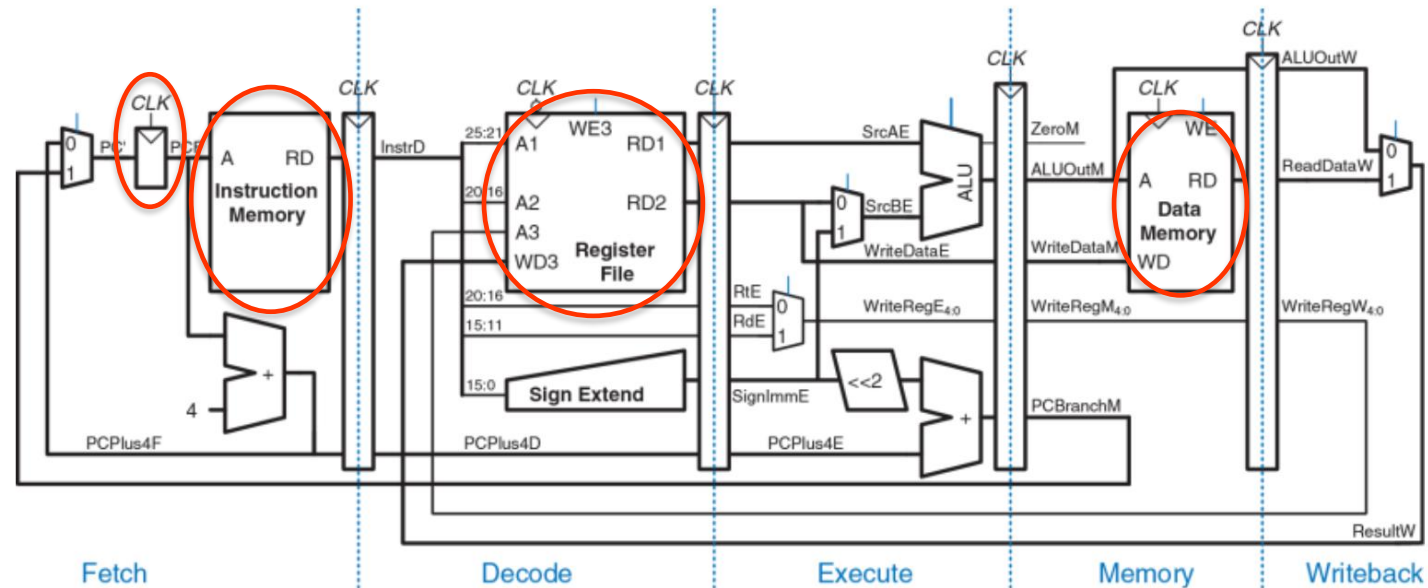 CLK
CLK
ALUOutW
CLK
CLK
CLK
CLK
CLK
0
1
PC'
PCF
A RD
Instruction
Memory
InstrD
25:21
A1
WE3
RD1
20:16
A2
RD2
A3
WD3
Register
File
SrcAE
0
1
SrcBE
ALU
ZeroM
ALUOutM
WE
A RD
Data
Memory
WD
ReadDataW
0
1
WriteDataE
WriteDataM
20:16
RtE
0
15:11
RdE
1
WriteRegE4:0
WriteRegM4:0
WriteRegW4:0
+
4
15:0
Sign Extend
SignImmE
<<2
+
PCBranchM
PCPlus4F
PCPlus4D
PCPlus4E
ResultW
Fetch
Decode
Execute
Memory
Writeback